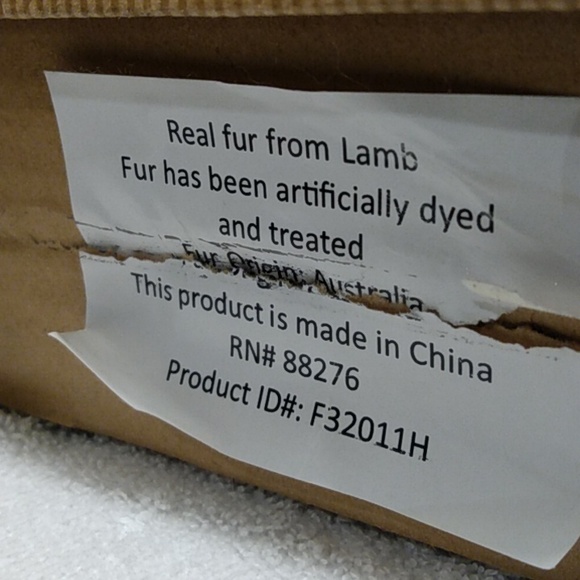 Real fur from Lamb
Fur has been artificially dyed
and treated
Fur Origin: Australia
This product is made in China
RN# 88276
Product ID#: F32011H